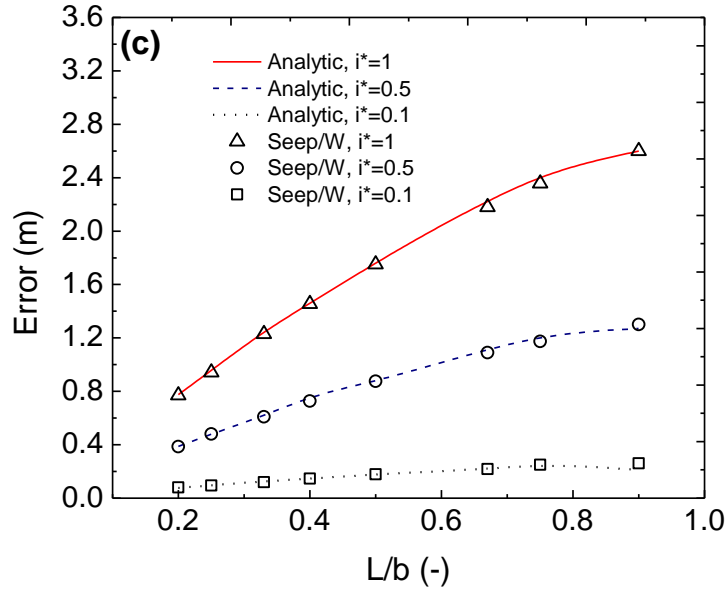 (c)
Analytic, i*=1
Analytic, i*=0.5
Analytic, i*=0.1
Seep/W, i*=1
Seep/W, i*=0.5
Seep/W, i*=0.1
Error (m)
3.6
3.2
2.8
2.4
2.0
1.6
1.2
0.8
0.4
0.0
0.2
0.4
0.6
0.8
1.0
L/b (-)